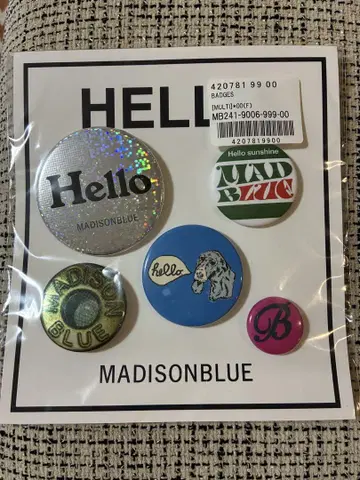 HELL
420781 99 00
BADGES
[MULTI]*00(F)
MB241-9006-999-00
4207819900
Hello
MADISONBLUE
Hello sunshine
MAD
BLUE
MADISON
BLUE
hello.
B
MADISONBLUE